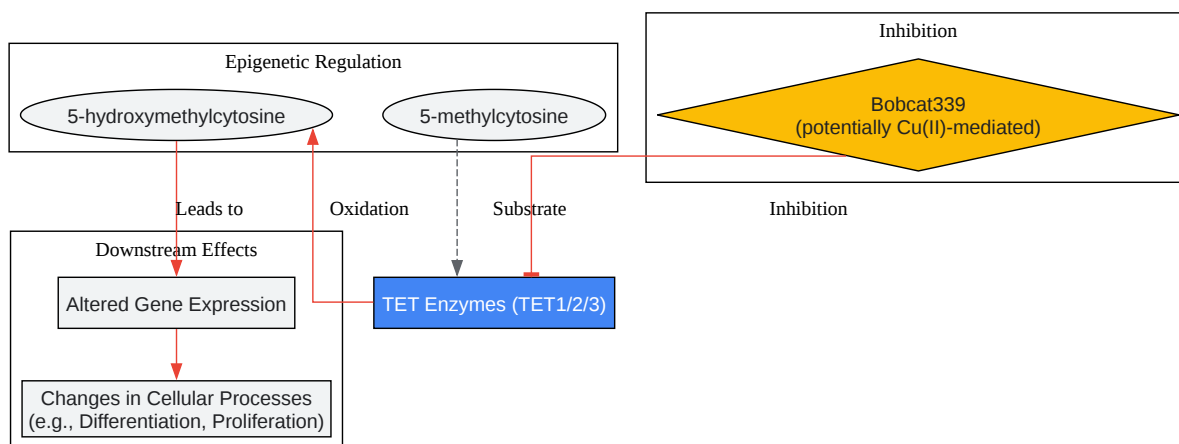 Inhibition
Epigenetic Regulation
5-hydroxymethylcytosine
5-methylcytosine
Bobcat339
(potentially Cu(II)-mediated)
Leads to
Oxidation
Substrate
Inhibition
Downstream Effects
Altered Gene Expression
TET Enzymes (TET1/2/3)
Changes in Cellular Processes
(e.g., Differentiation, Proliferation)